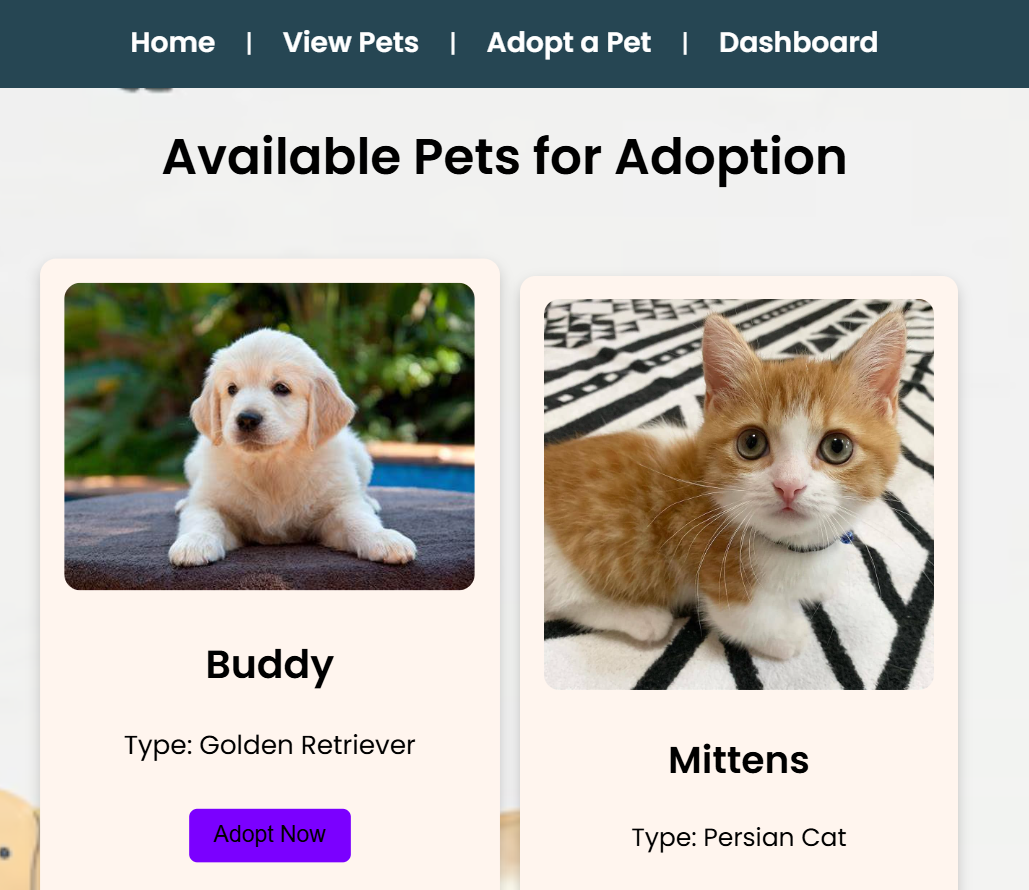 Home | View Pets | Adopt a Pet | Dashboard
Available Pets for Adoption
Buddy
Type: Golden Retriever
Adopt Now
Mittens
Type: Persian Cat